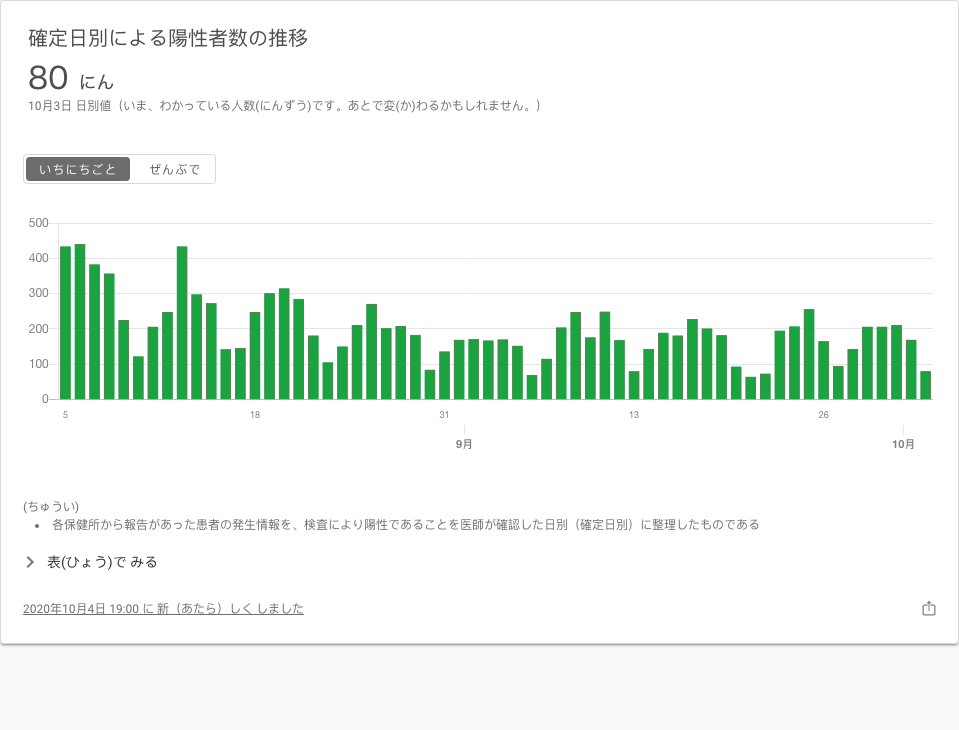 確定日別による陽性者数の推移
80 にん
10月3日 日別値（いま、わかっている人数(にんずう)です。あとで変(か)わるかもしれません。）
いちにちごと ぜんぶで
500
400
300
200
100
0
5 18 31 13 26
9月 10月
(ちゅうい)
• 各保健所から報告があった患者の発生情報を、検査により陽性であることを医師が確認した日別（確定日別）に整理したものである
表(ひょう)で みる
2020年10月4日 19:00 に 新（あたら）しく しました